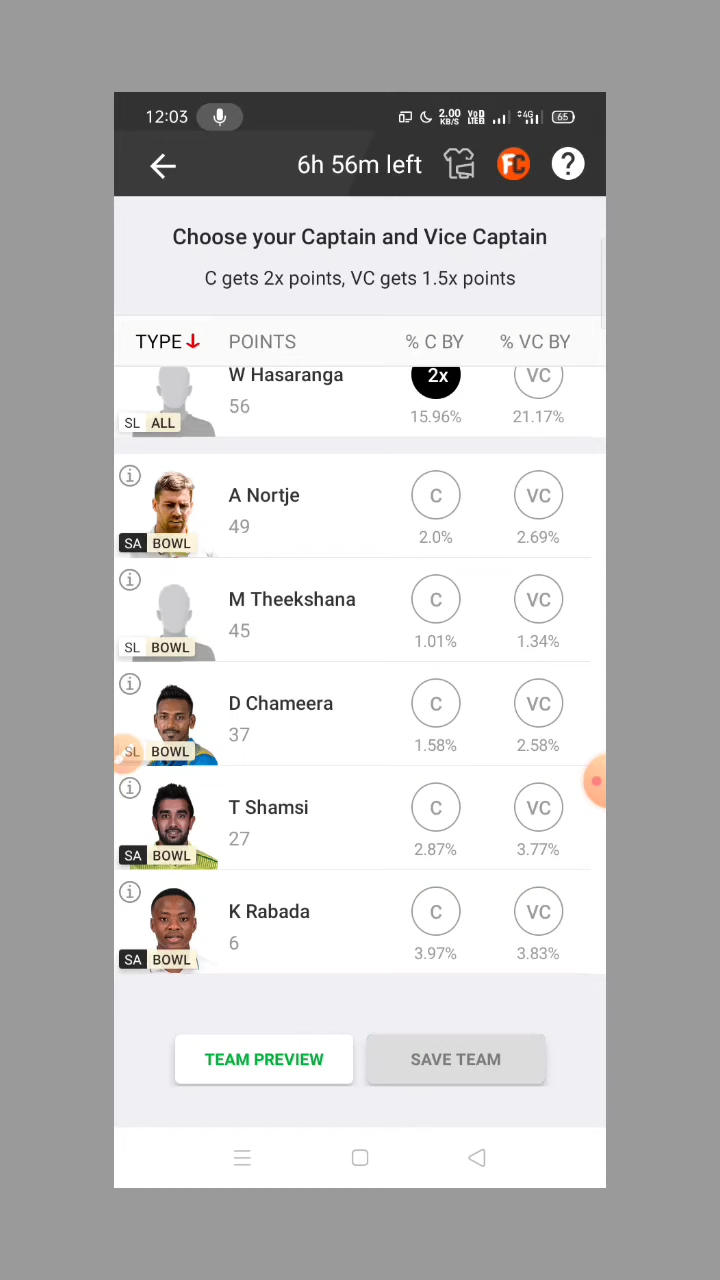 12:03 2.00 KB/S VoD LTE2 4G 65
6h 56m left FC ?
Choose your Captain and Vice Captain
C gets 2x points, VC gets 1.5x points
TYPE POINTS % C BY % VC BY
W Hasaranga 2x VC
56 15.96% 21.17%
SL ALL
A Nortje C VC
49 2.0% 2.69%
SA BOWL
M Theekshana C VC
45 1.01% 1.34%
SL BOWL
D Chameera C VC
37 1.58% 2.58%
SL BOWL
T Shamsi C VC
27 2.87% 3.77%
SA BOWL
K Rabada C VC
6 3.97% 3.83%
SA BOWL
TEAM PREVIEW SAVE TEAM